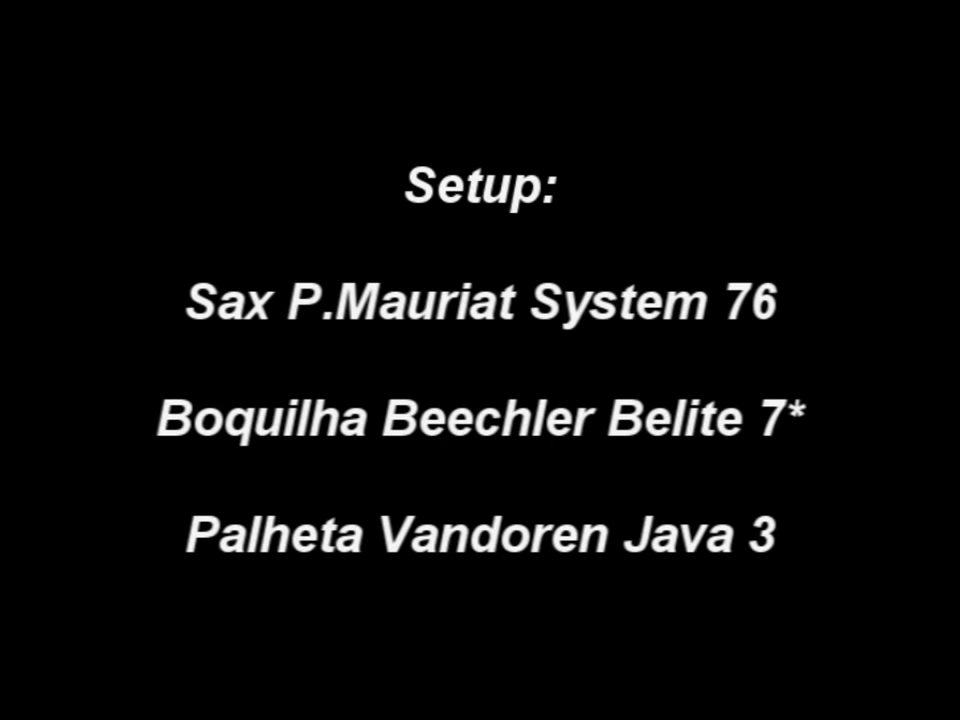 Setup:
Sax P.Mauriat System 76
Boquilha Beechler Belite 7*
Palheta Vandoren Java 3